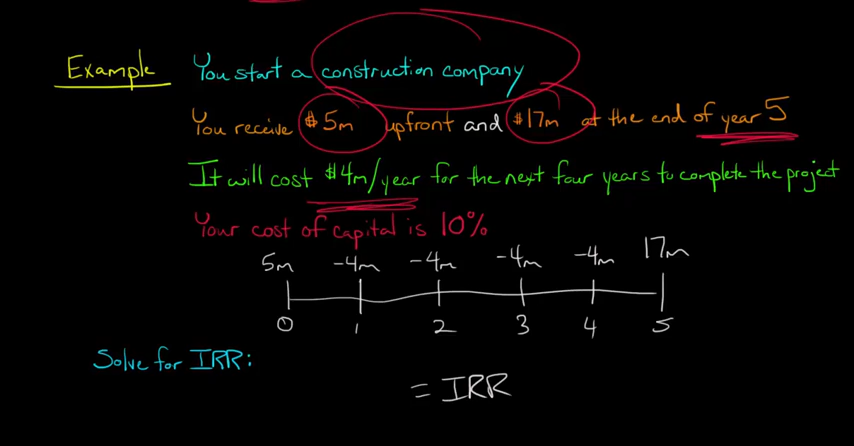 Example You start a construction company
You receive $5m upfront and $17m at the end of year 5
It will cost $4m/year for the next four years to complete the project
Your cost of capital is 10%
5m -4m -4m -4m -4m 17m
0 1 2 3 4 5
Solve for IRR:
= IRR